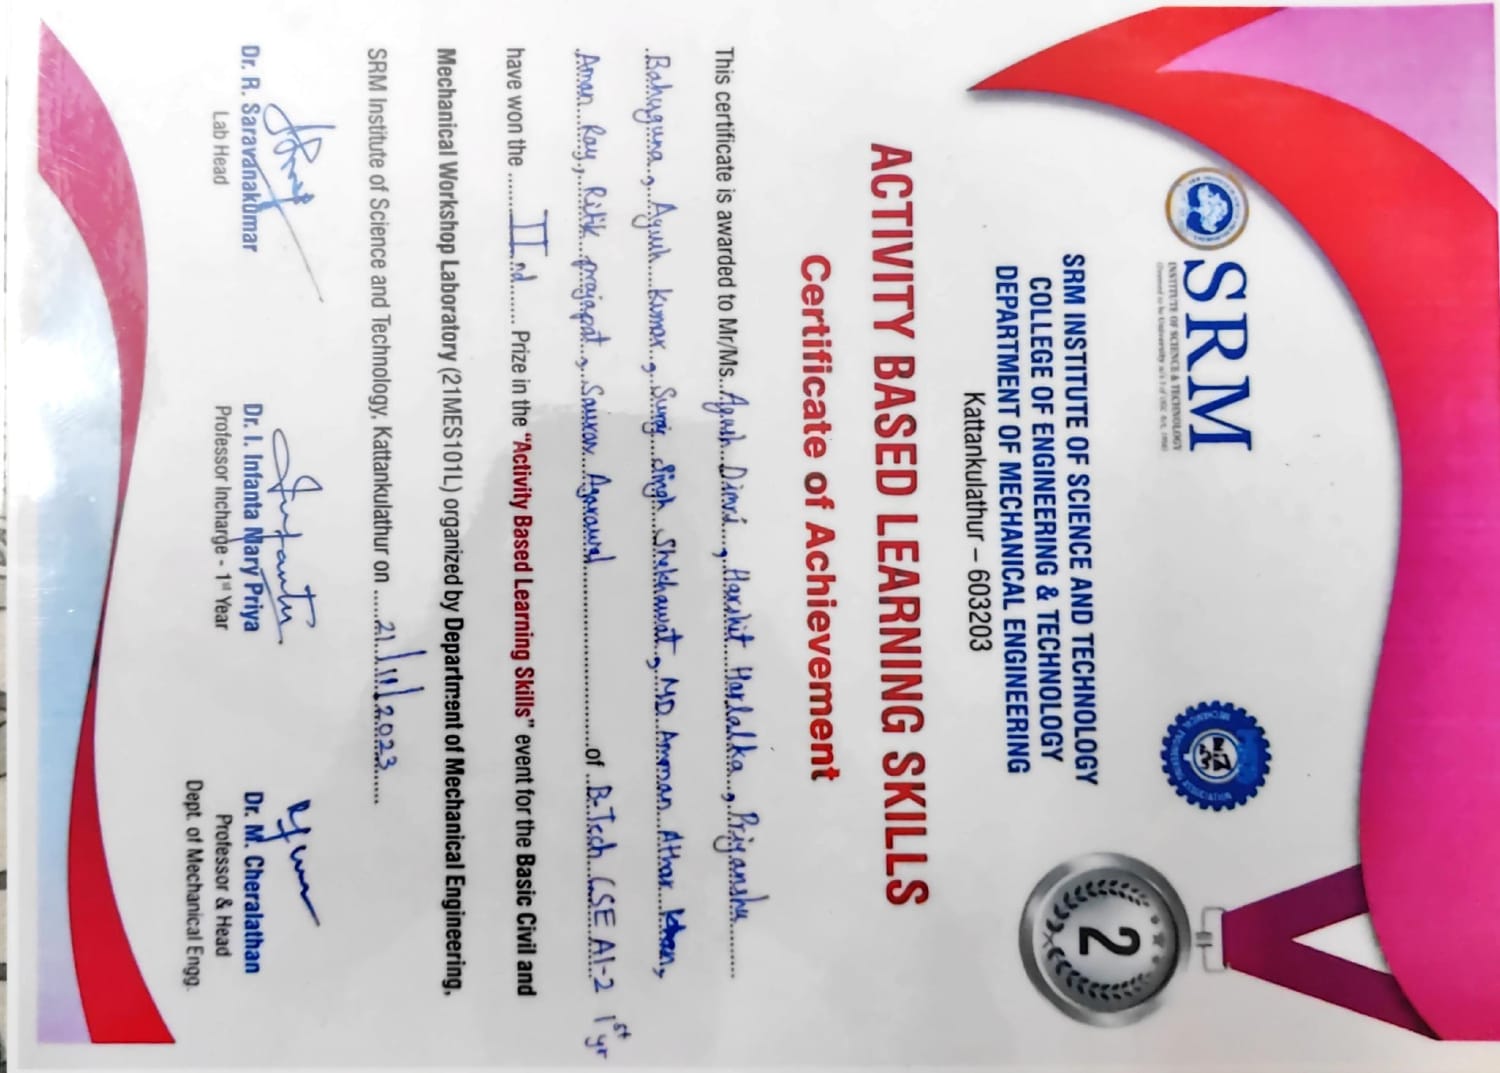 SRM
INSTITUTE OF SCIENCE & TECHNOLOGY
SRM INSTITUTE OF SCIENCE AND TECHNOLOGY
COLLEGE OF ENGINEERING & TECHNOLOGY
DEPARTMENT OF MECHANICAL ENGINEERING
Kattankulathur – 603203
2
ACTIVITY BASED LEARNING SKILLS
Certificate of Achievement
This certificate is awarded to Mr/Ms. Ayush Dimri, Harshit Harlalka, Priyanshu
Bahuguna, Ayush Kumar, Suraj Singh Shekhawat, MD Amman Athar Khan,
Aman Ray, Ritik prajapat, Saurav Agarawal of B.Tech CSE A1-2 1st yr
have won the IInd Prize in the “Activity Based Learning Skills” event for the Basic Civil and
Mechanical Workshop Laboratory (21MES101L) organized by Department of Mechanical Engineering,
SRM Institute of Science and Technology, Kattankulathur on 21/11/2023
Dr. R. Saravanakumar
Lab Head
Dr. I. Infanta Mary Priya
Professor Incharge - 1st Year
Dr. M. Cheralathan
Professor & Head
Dept. of Mechanical Engg.